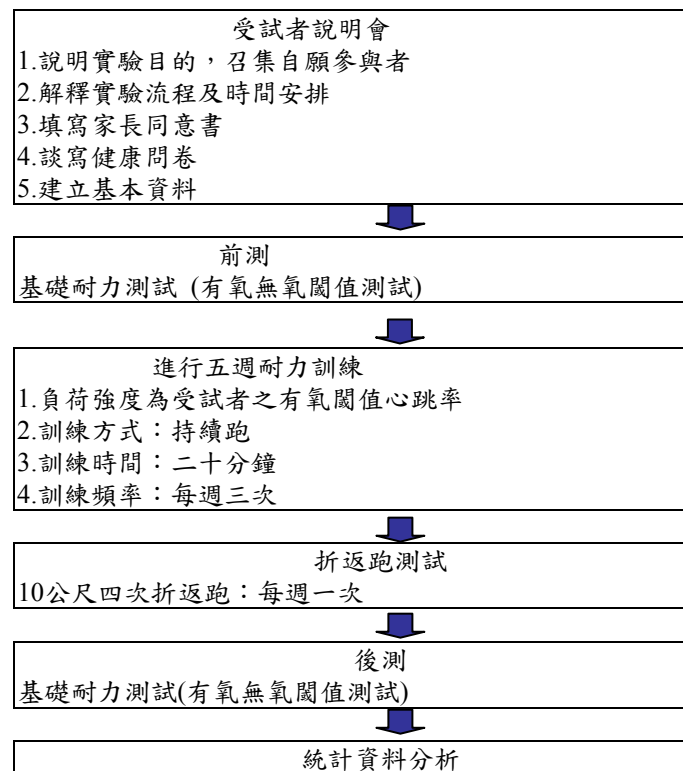 受試者說明會
1.說明實驗目的，召集自願參與者
2.解釋實驗流程及時間安排
3.填寫家長同意書
4.談寫健康問卷
5.建立基本資料
前測
基礎耐力測試 (有氧無氧閾值測試)
進行五週耐力訓練
1.負荷強度為受試者之有氧閾值心跳率
2.訓練方式：持續跑
3.訓練時間：二十分鐘
4.訓練頻率：每週三次
折返跑測試
10公尺四次折返跑：每週一次
後測
基礎耐力測試(有氧無氧閾值測試)
統計資料分析